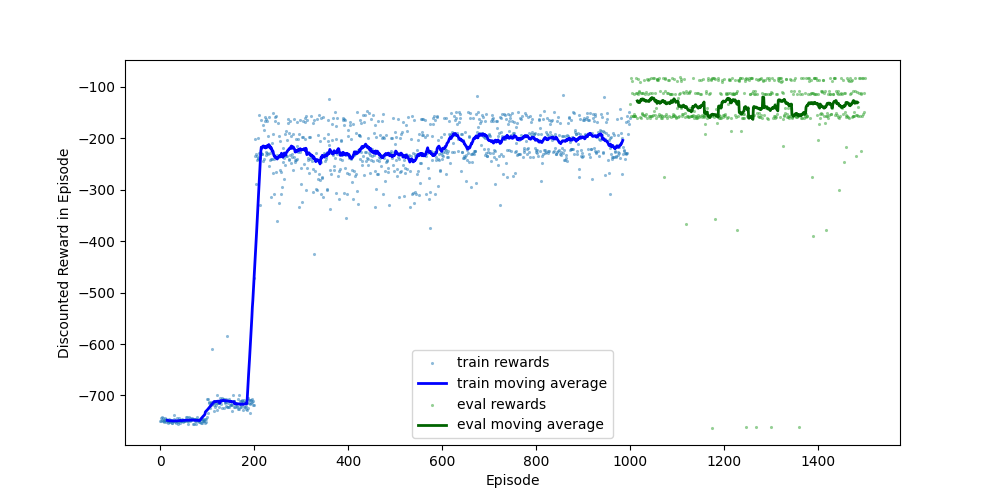 −100
−200
−300
−400
−500
−600
−700
Discounted Reward in Episode
train rewards
train moving average
eval rewards
eval moving average
0 200 400 600 800 1000 1200 1400
Episode